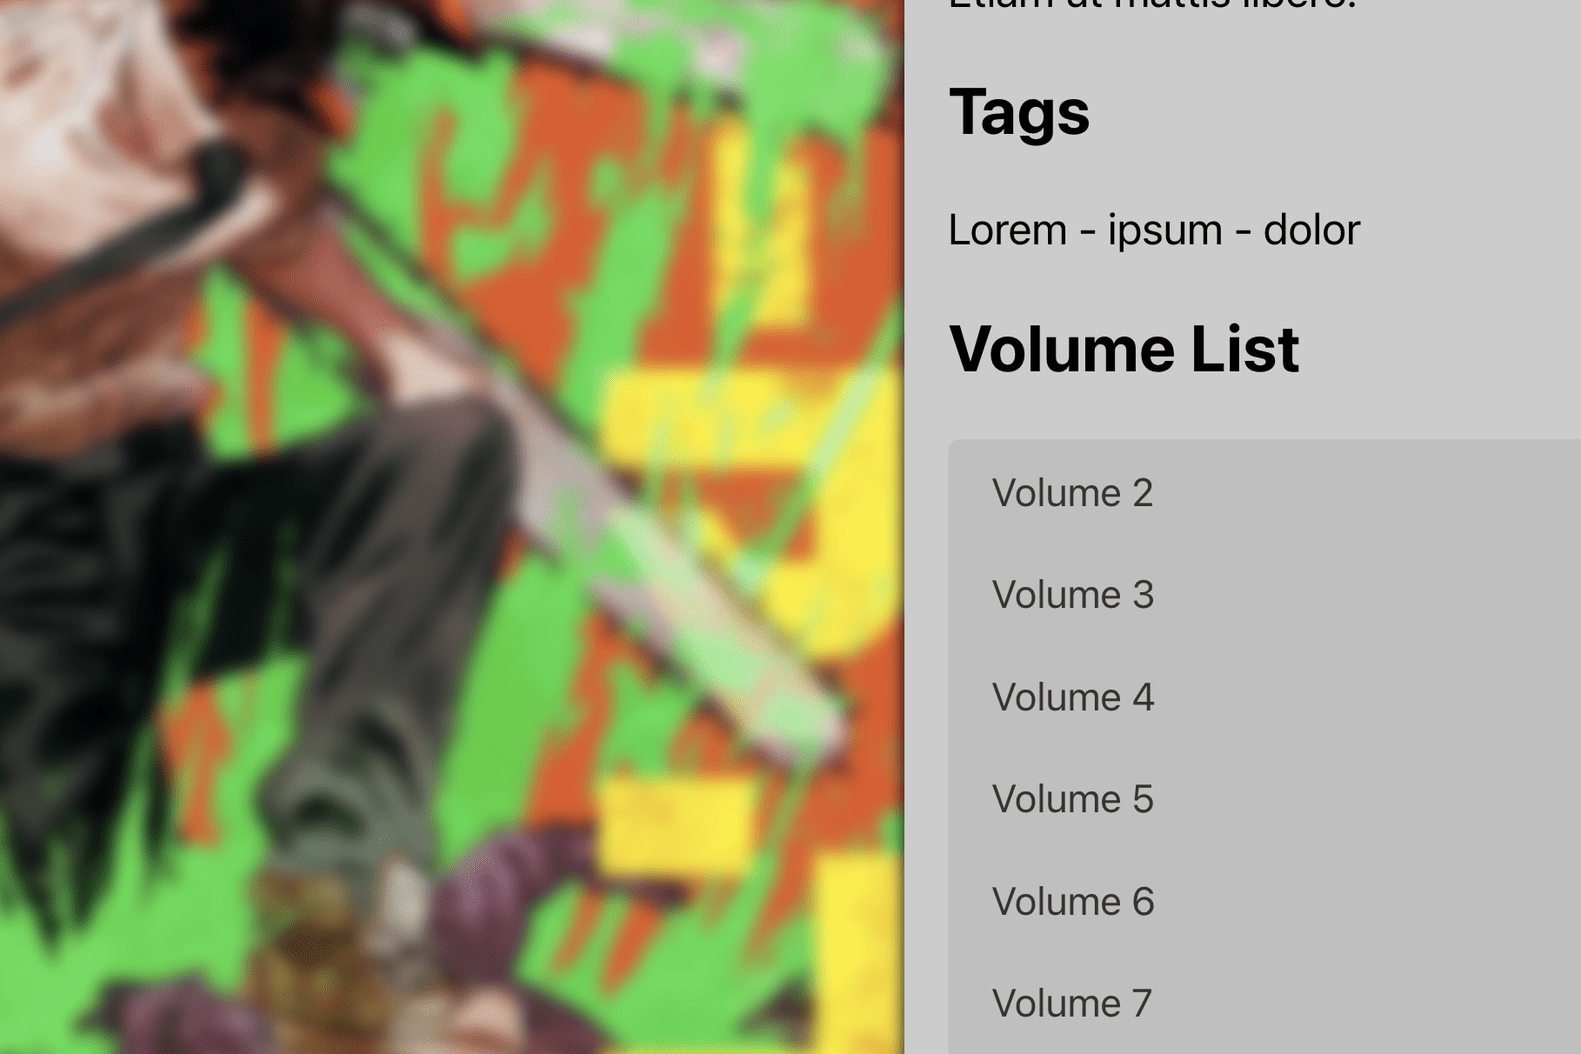 Etiam at mattis libero.
Tags
Lorem - ipsum - dolor
Volume List
Volume 2
Volume 3
Volume 4
Volume 5
Volume 6
Volume 7